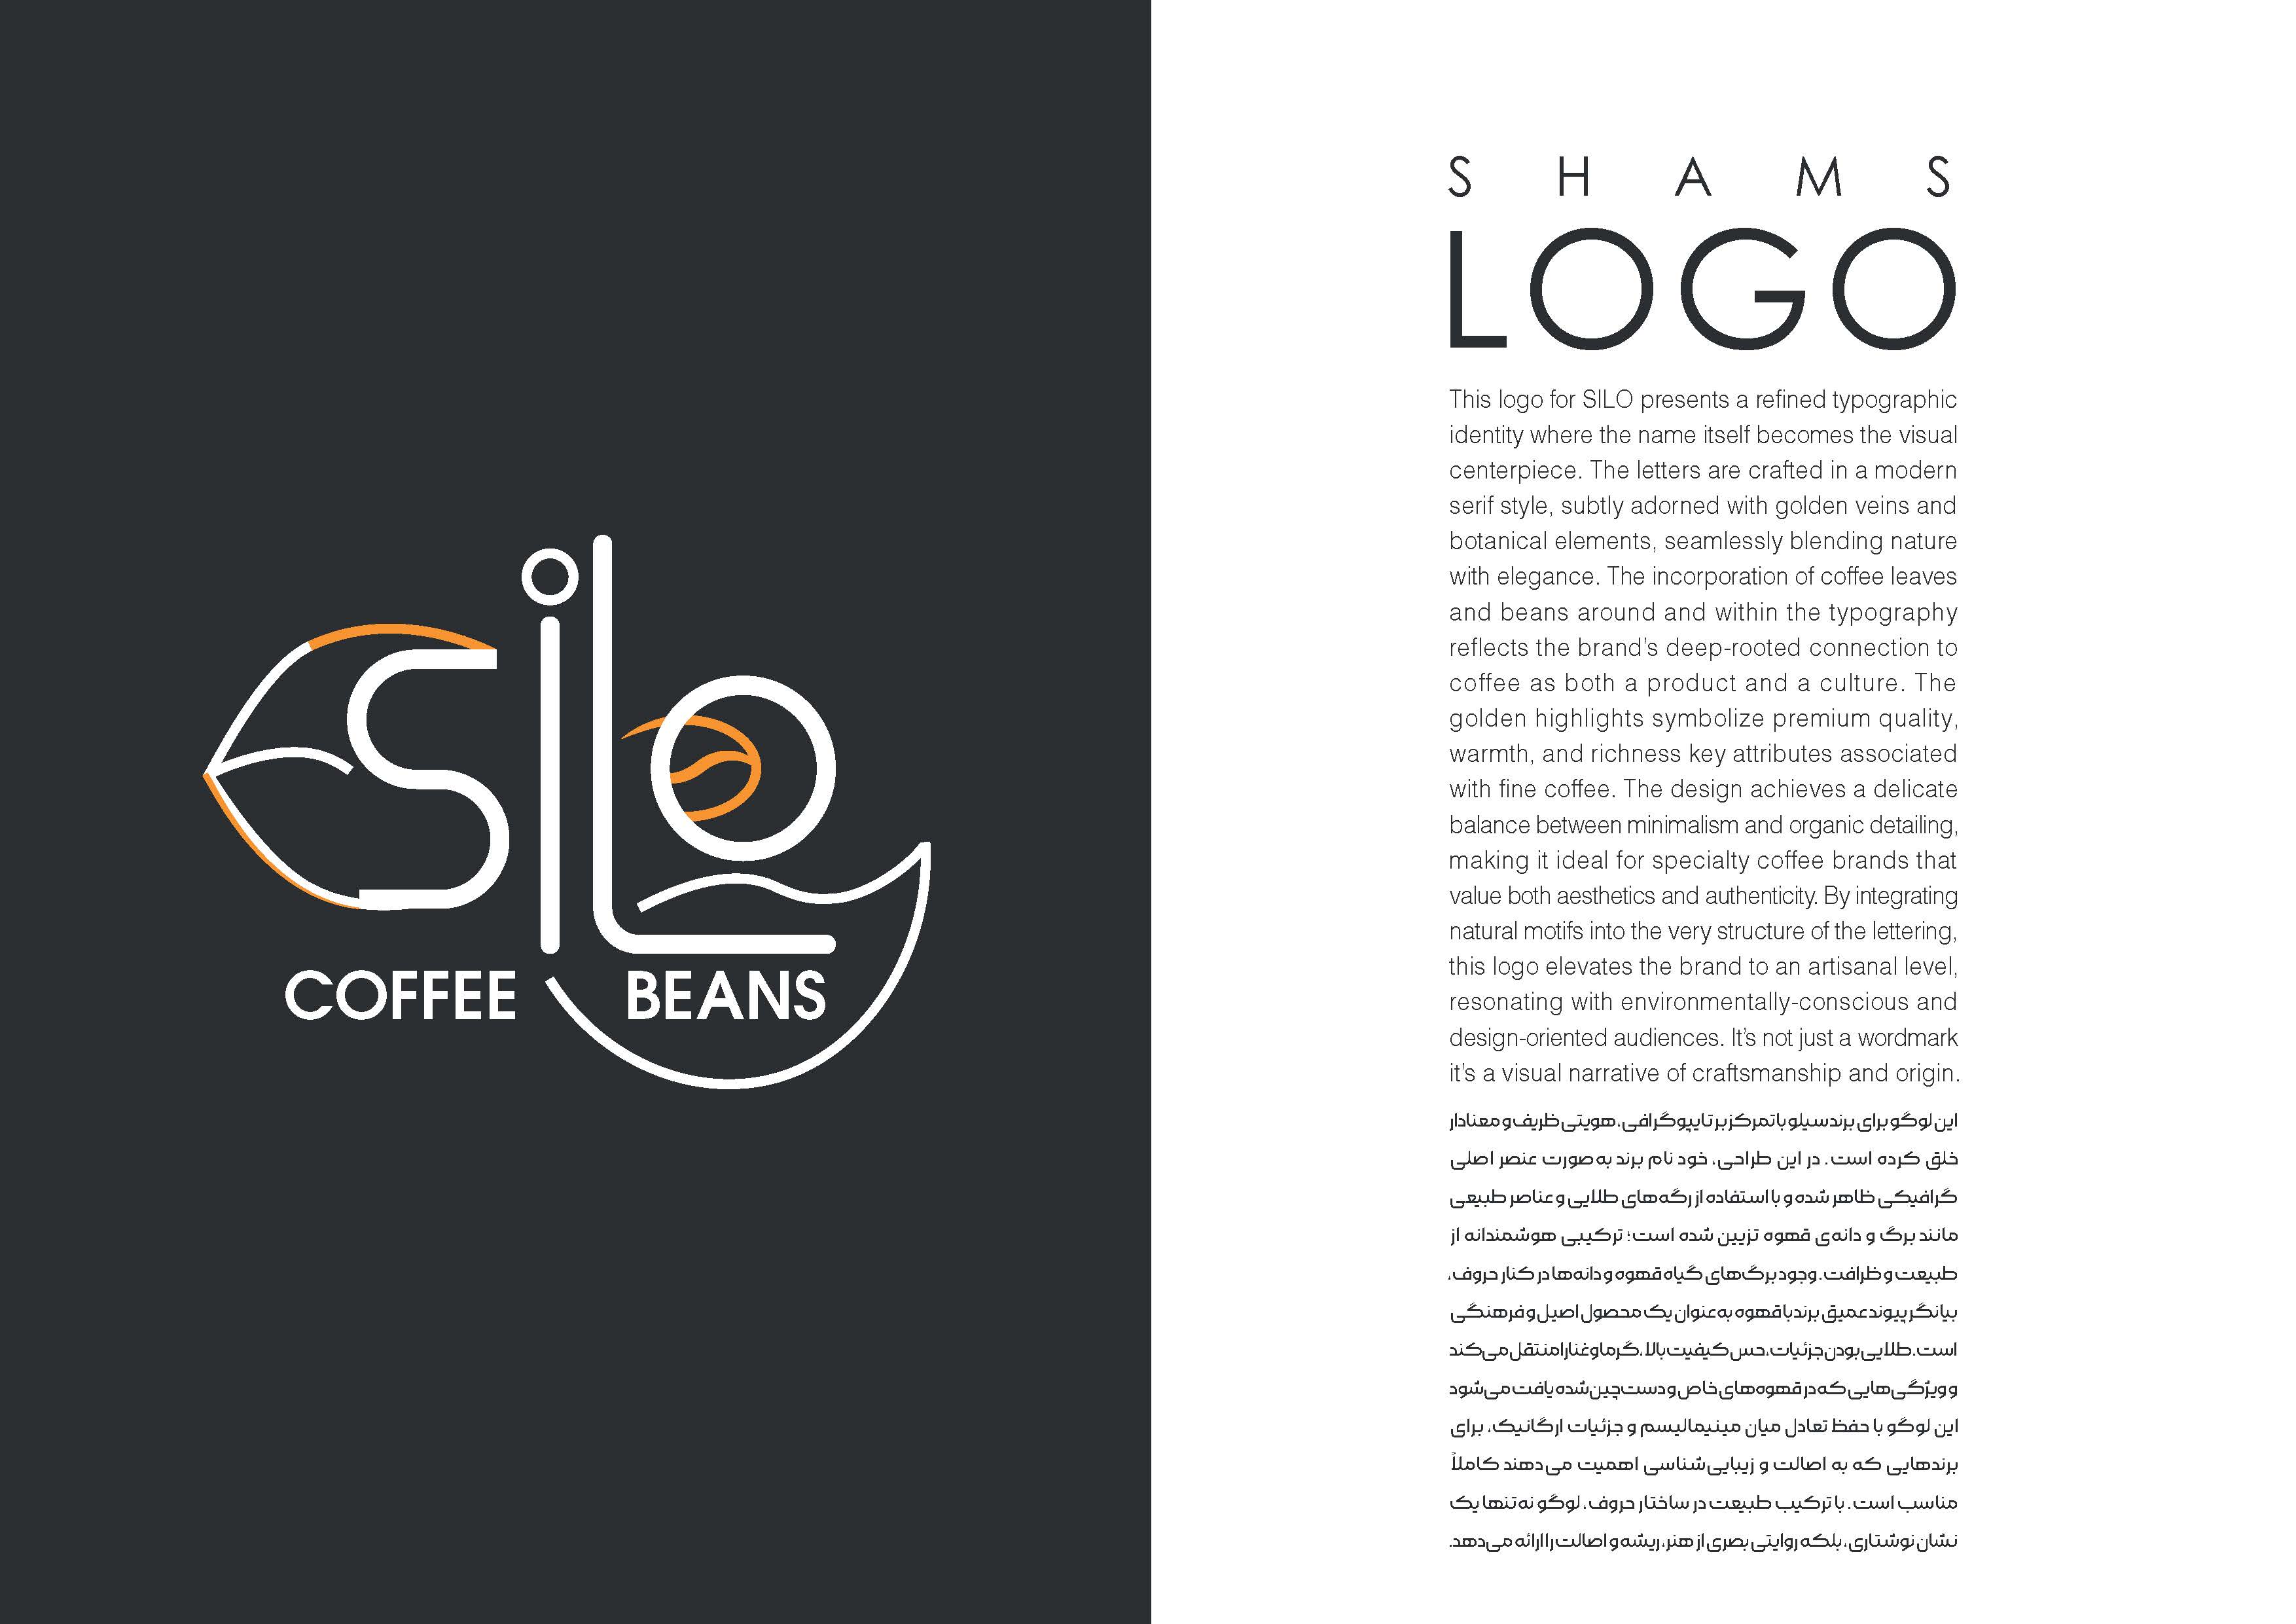 SiLo
COFFEE BEANS
S H A M S
LOGO
This logo for SILO presents a refined typographic
identity where the name itself becomes the visual
centerpiece. The letters are crafted in a modern
serif style, subtly adorned with golden veins and
botanical elements, seamlessly blending nature
with elegance. The incorporation of coffee leaves
and beans around and within the typography
reflects the brand's deep-rooted connection to
coffee as both a product and a culture. The
golden highlights symbolize premium quality,
warmth, and richness key attributes associated
with fine coffee. The design achieves a delicate
balance between minimalism and organic detailing,
making it ideal for specialty coffee brands that
value both aesthetics and authenticity. By integrating
natural motifs into the very structure of the lettering,
this logo elevates the brand to an artisanal level,
resonating with environmentally-conscious and
design-oriented audiences. It's not just a wordmark
it's a visual narrative of craftsmanship and origin.
این لوگو برای برند سیلو با تمرکز بر تایپوگرافی، هویتی ظریف و معنادار
خلق کرده است. در این طراحی، خود نام برند به‌صورت عنصر اصلی
گرافیکی ظاهر شده و با استفاده از رگه‌های طلایی و عناصر طبیعی
مانند برگ و دانه‌ی قهوه تزیین شده است؛ ترکیبی هوشمندانه از
طبیعت و ظرافت. وجود برگ‌های گیاه قهوه و دانه‌ها در کنار حروف،
بیانگر پیوند عمیق برند با قهوه به‌عنوان یک محصول اصیل و فرهنگی
است. طلایی بودن جزئیات، حس کیفیت بالا، گرما و غنا را منتقل می‌کند
و ویژگی‌هایی که در قهوه‌های خاص و دست‌چین‌شده یافت می‌شود
این لوگو با حفظ تعادل میان مینیمالیسم و جزئیات ارگانیک، برای
برندهایی که به اصالت و زیبایی‌شناسی اهمیت می‌دهند کاملاً
مناسب است. با ترکیب طبیعت در ساختار حروف، لوگو نه‌تنها یک
نشان نوشتاری، بلکه روایتی بصری از هنر، ریشه و اصالت را ارائه می‌دهد.